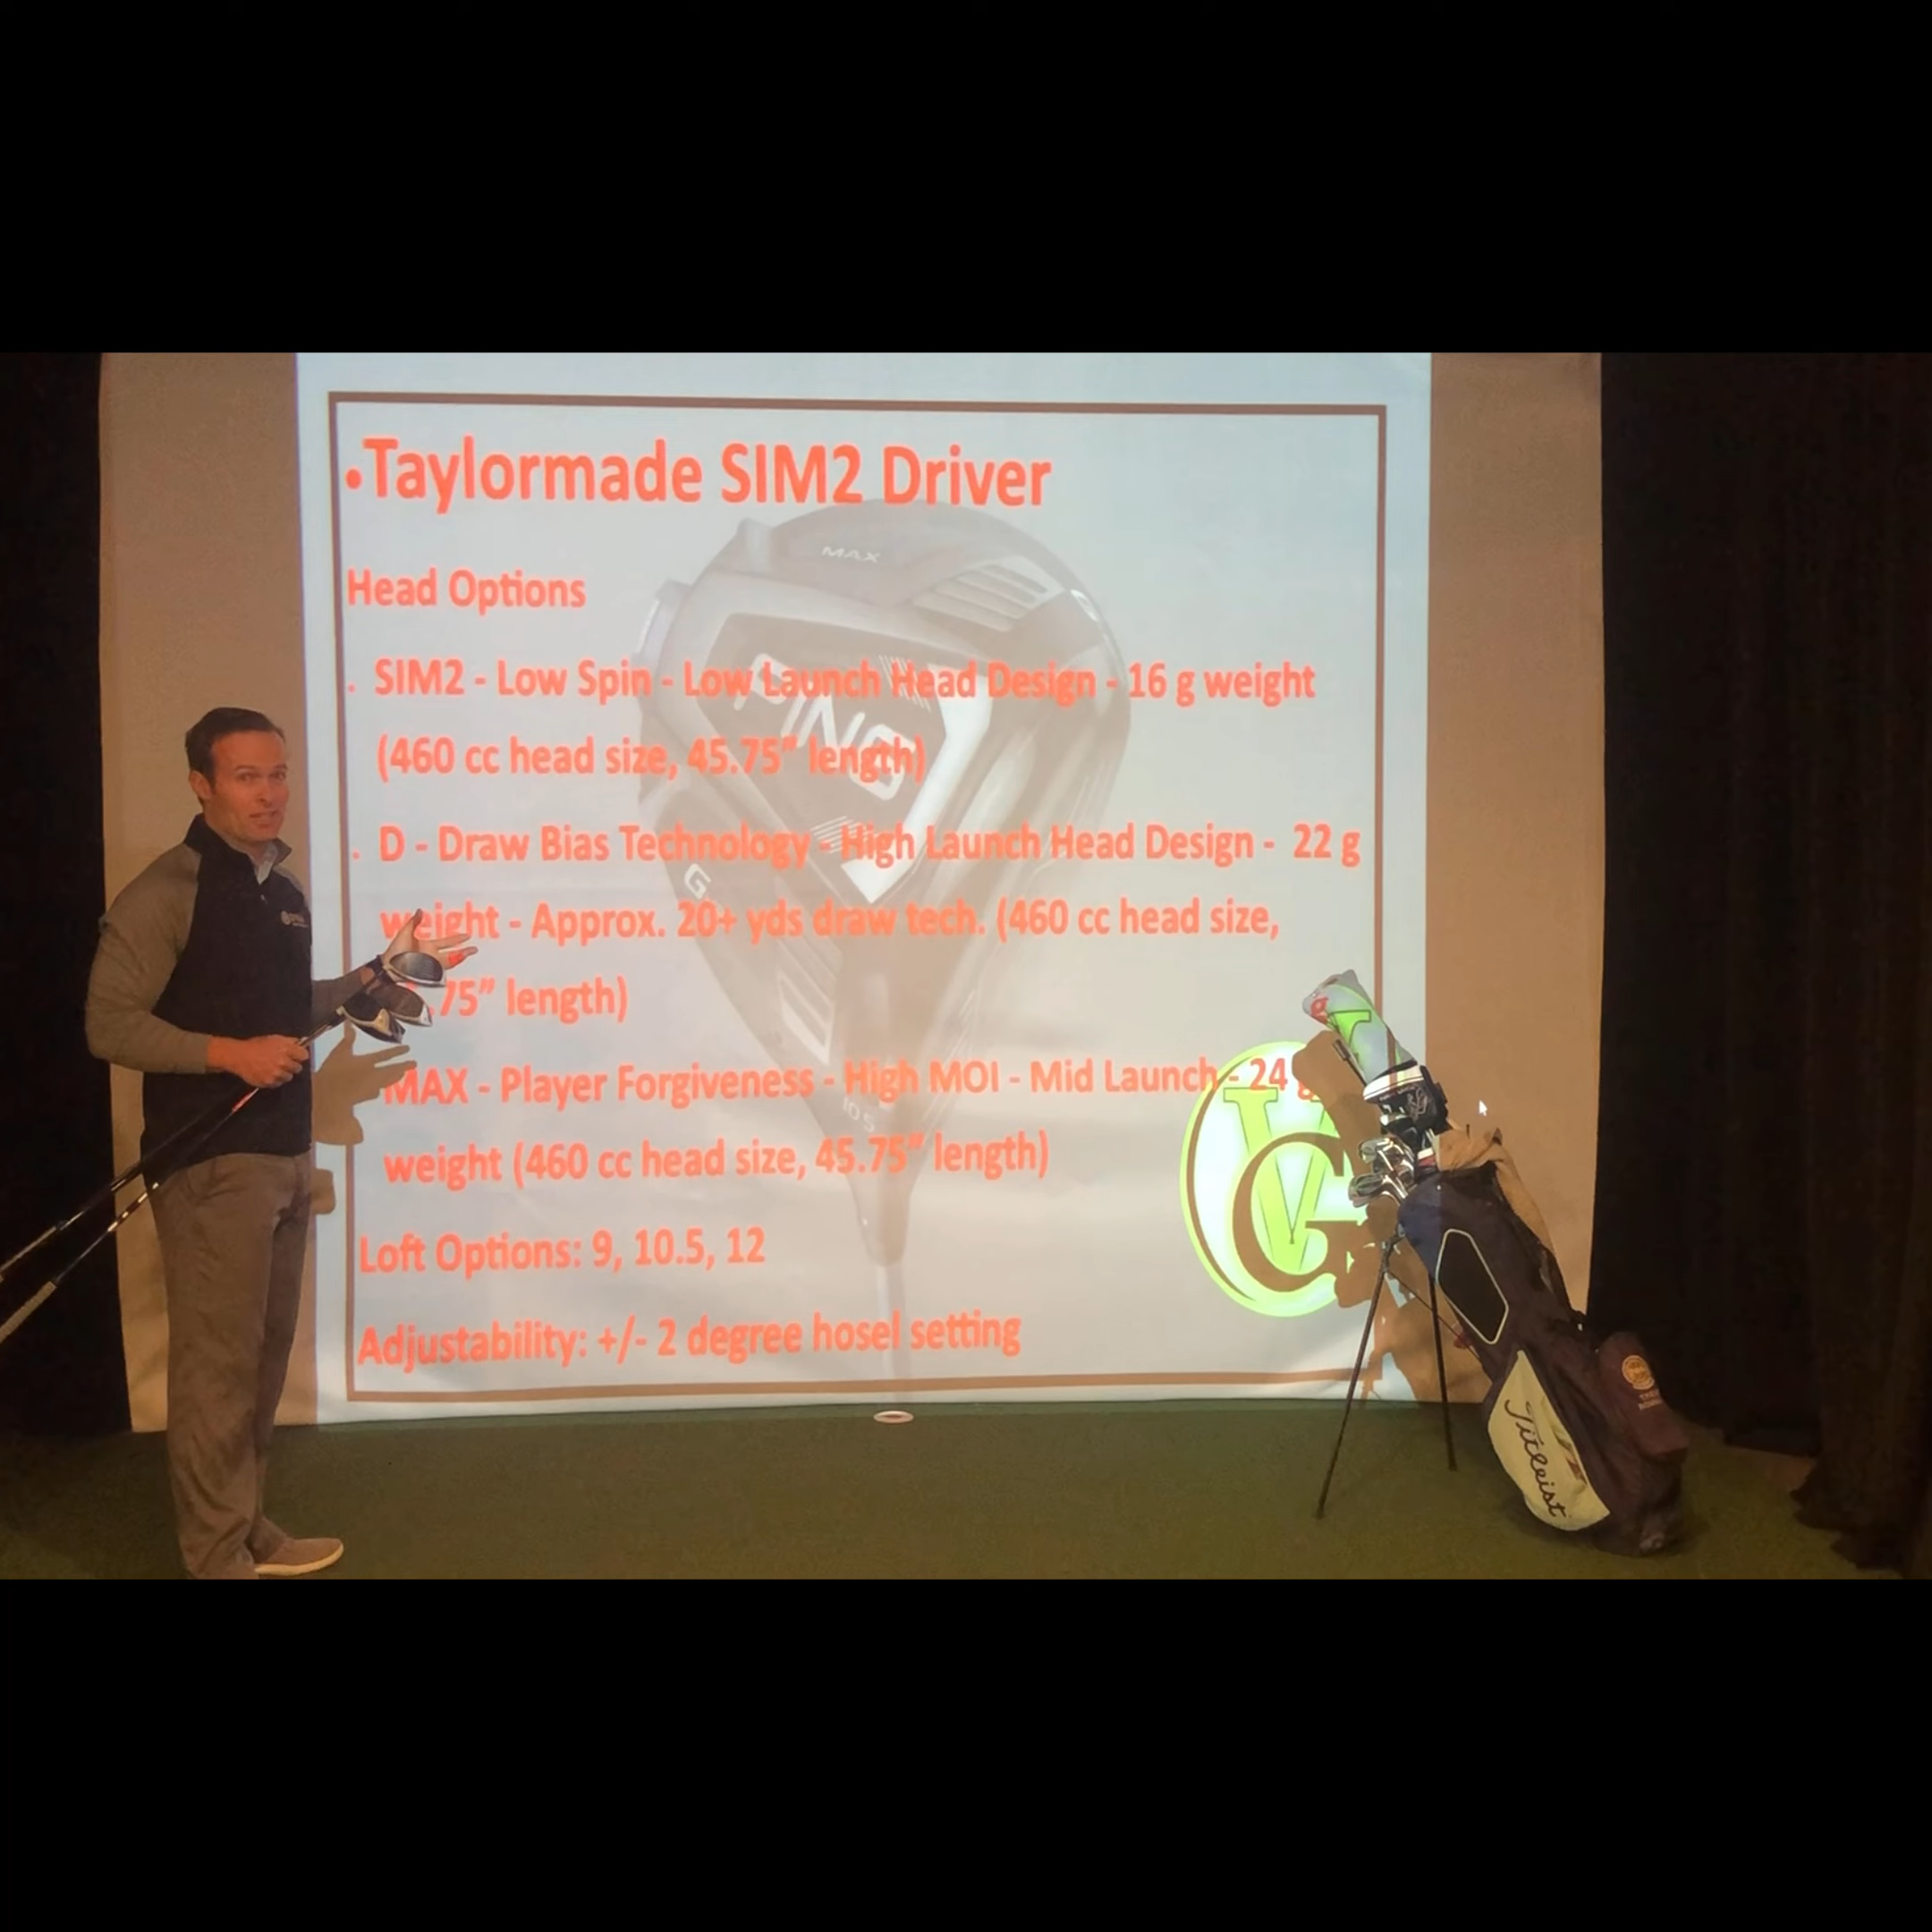 •Taylormade SIM2 Driver
MAX
Head Options
. SIM2 - Low Spin - Low Launch Head Design - 16 g weight
PING
(460 cc head size, 45.75" length)
. D - Draw Bias Technology - High Launch Head Design - 22 g
G
weight - Approx. 20+ yds draw tech. (460 cc head size,
.75" length)
MAX - Player Forgiveness - High MOI - Mid Launch - 24 g
10.5
weight (460 cc head size, 45.75" length)
VG
Loft Options: 9, 10.5, 12
Adjustability: +/- 2 degree hosel setting
Titleist